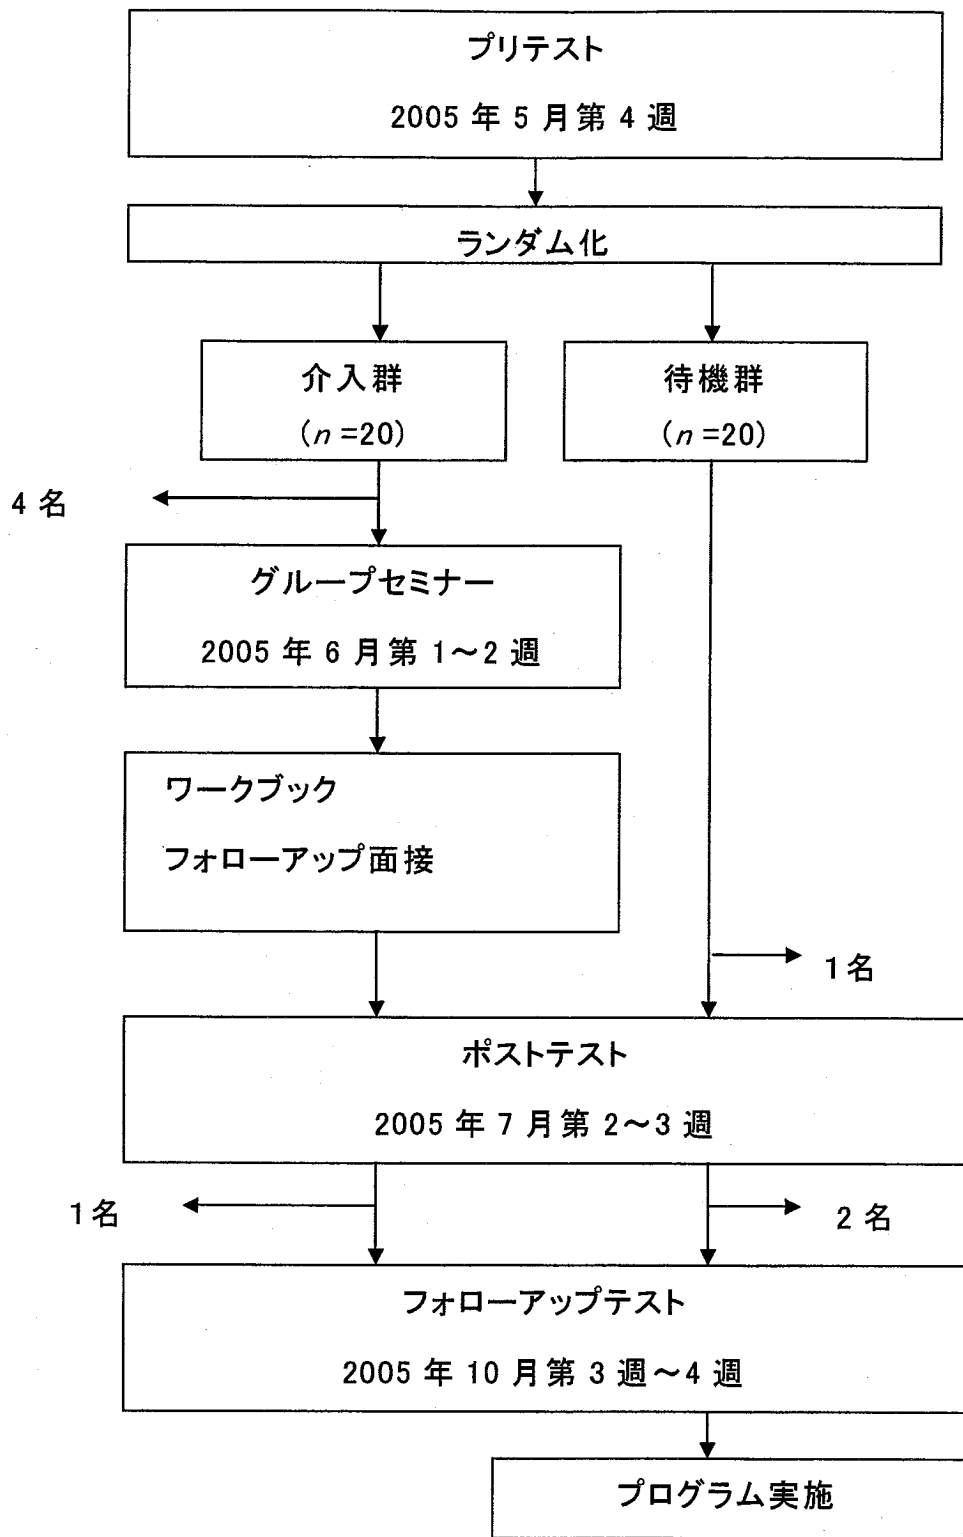 プリテスト
2005 年 5 月第 4 週
ランダム化
介入群
(n =20)
待機群
(n =20)
4 名
グループセミナー
2005 年 6 月第 1～2 週
ワークブック
フォローアップ面接
1 名
ポストテスト
2005 年 7 月第 2～3 週
1 名
2 名
フォローアップテスト
2005 年 10 月第 3 週～4 週
プログラム実施